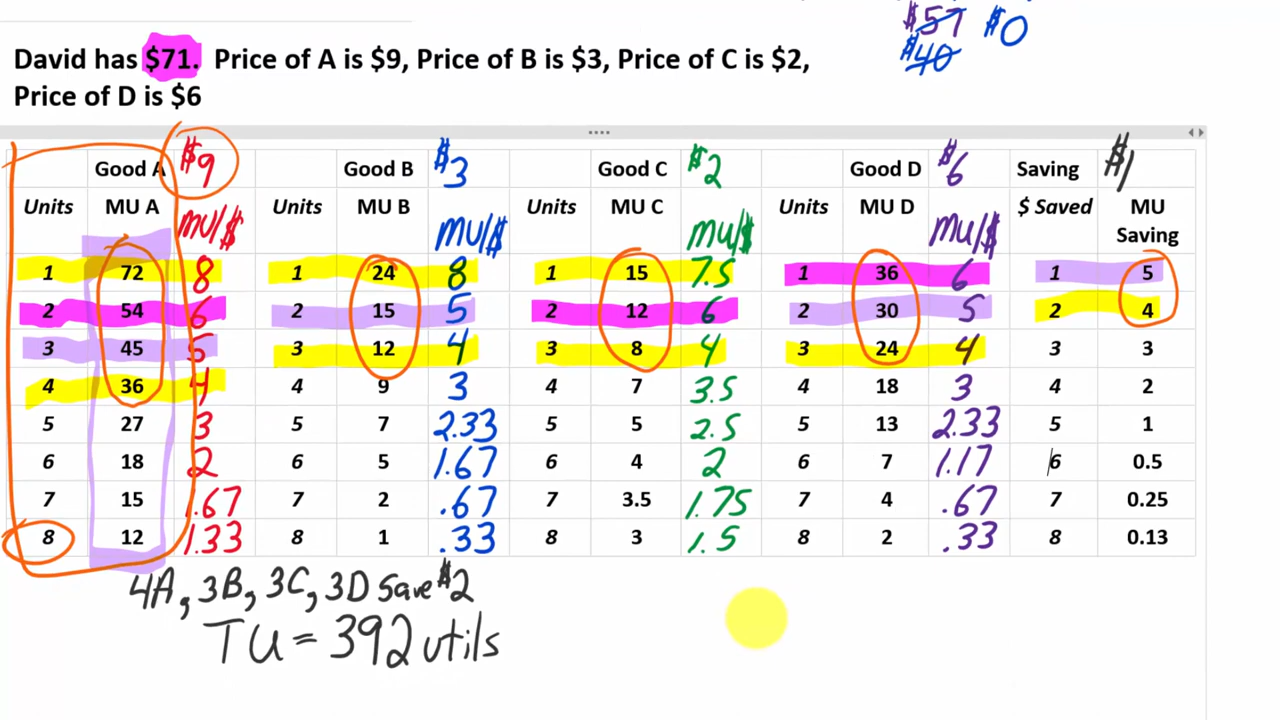 $57 $0
$40
David has $71. Price of A is $9, Price of B is $3, Price of C is $2,
Price of D is $6
Good A $9 Good B $3 Good C $2 Good D $6 Saving $1
Units MU A MU/$ Units MU B MU/$ Units MU C MU/$ Units MU D MU/$ $ Saved MU Saving
1 72 8 1 24 8 1 15 7.5 1 36 6 1 5
2 54 6 2 15 5 2 12 6 2 30 5 2 4
3 45 5 3 12 4 3 8 4 3 24 4 3 3
4 36 4 4 9 3 4 7 3.5 4 18 3 4 2
5 27 3 5 7 2.33 5 5 2.5 5 13 2.33 5 1
6 18 2 6 5 1.67 6 4 2 6 7 1.17 6 0.5
7 15 1.67 7 2 .67 7 3.5 1.75 7 4 .67 7 0.25
8 12 1.33 8 1 .33 8 3 1.5 8 2 .33 8 0.13
4A, 3B, 3C, 3D Save $2
TU = 392 utils